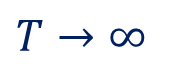 T → ∞